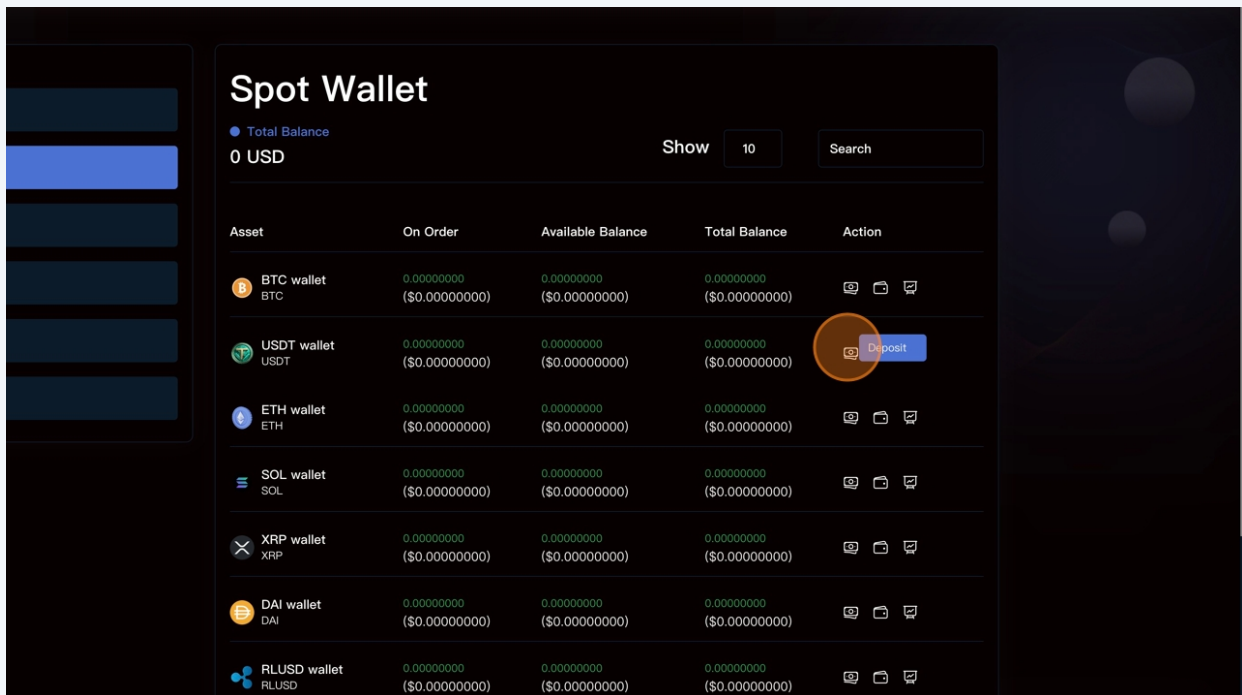 Spot Wallet
Total Balance
0 USD
Show 10 Search
Asset On Order Available Balance Total Balance Action
BTC wallet 0.00000000 0.00000000 0.00000000
BTC ($0.00000000) ($0.00000000) ($0.00000000)
USDT wallet 0.00000000 0.00000000 0.00000000 Deposit
USDT ($0.00000000) ($0.00000000) ($0.00000000)
ETH wallet 0.00000000 0.00000000 0.00000000
ETH ($0.00000000) ($0.00000000) ($0.00000000)
SOL wallet 0.00000000 0.00000000 0.00000000
SOL ($0.00000000) ($0.00000000) ($0.00000000)
XRP wallet 0.00000000 0.00000000 0.00000000
XRP ($0.00000000) ($0.00000000) ($0.00000000)
DAI wallet 0.00000000 0.00000000 0.00000000
DAI ($0.00000000) ($0.00000000) ($0.00000000)
RLUSD wallet 0.00000000 0.00000000 0.00000000
RLUSD ($0.00000000) ($0.00000000) ($0.00000000)